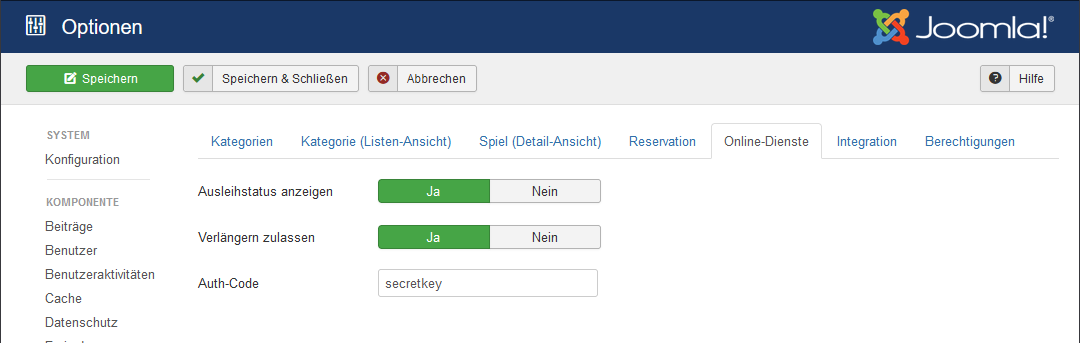 Optionen
Joomla!®
Speichern
Speichern & Schließen
Abbrechen
Hilfe
SYSTEM
Konfiguration
KOMPONENTE
Beiträge
Benutzer
Benutzeraktivitäten
Cache
Datenschutz
Kategorien
Kategorie (Listen-Ansicht)
Spiel (Detail-Ansicht)
Reservation
Online-Dienste
Integration
Berechtigungen
Ausleihstatus anzeigen
Ja
Nein
Verlängern zulassen
Ja
Nein
Auth-Code
secretkey